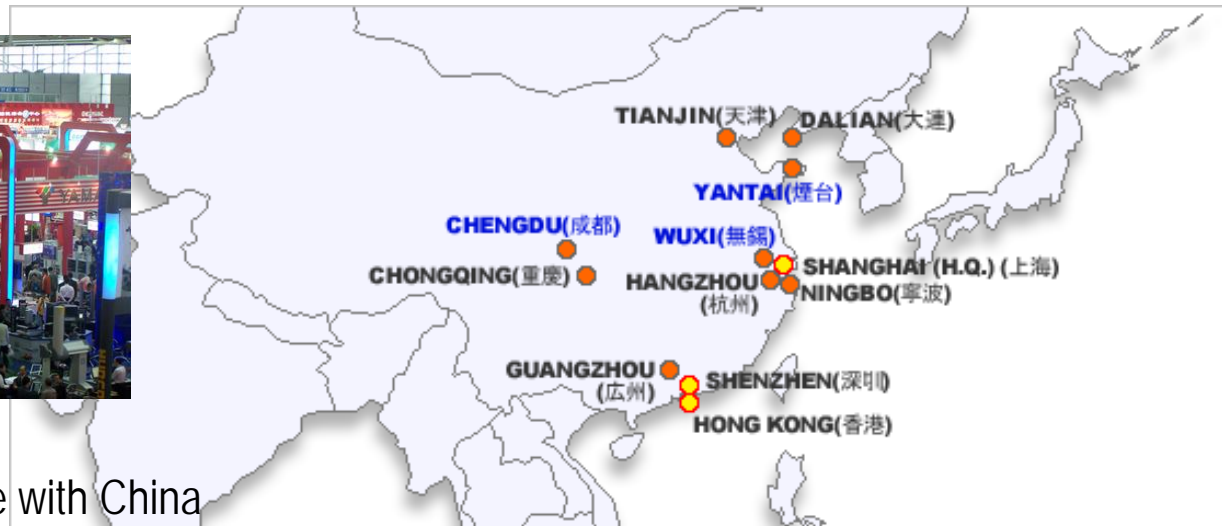 TIANJIN(天津)
DALIAN(大連)
YANTAI(煙台)
CHENGDU(成都)
WUXI(無錫)
CHONGQING(重慶)
SHANGHAI (H.Q.) (上海)
HANGZHOU
(杭州)
NINGBO(寧波)
GUANGZHOU
(広州)
SHENZHEN(深圳)
HONG KONG(香港)
with China